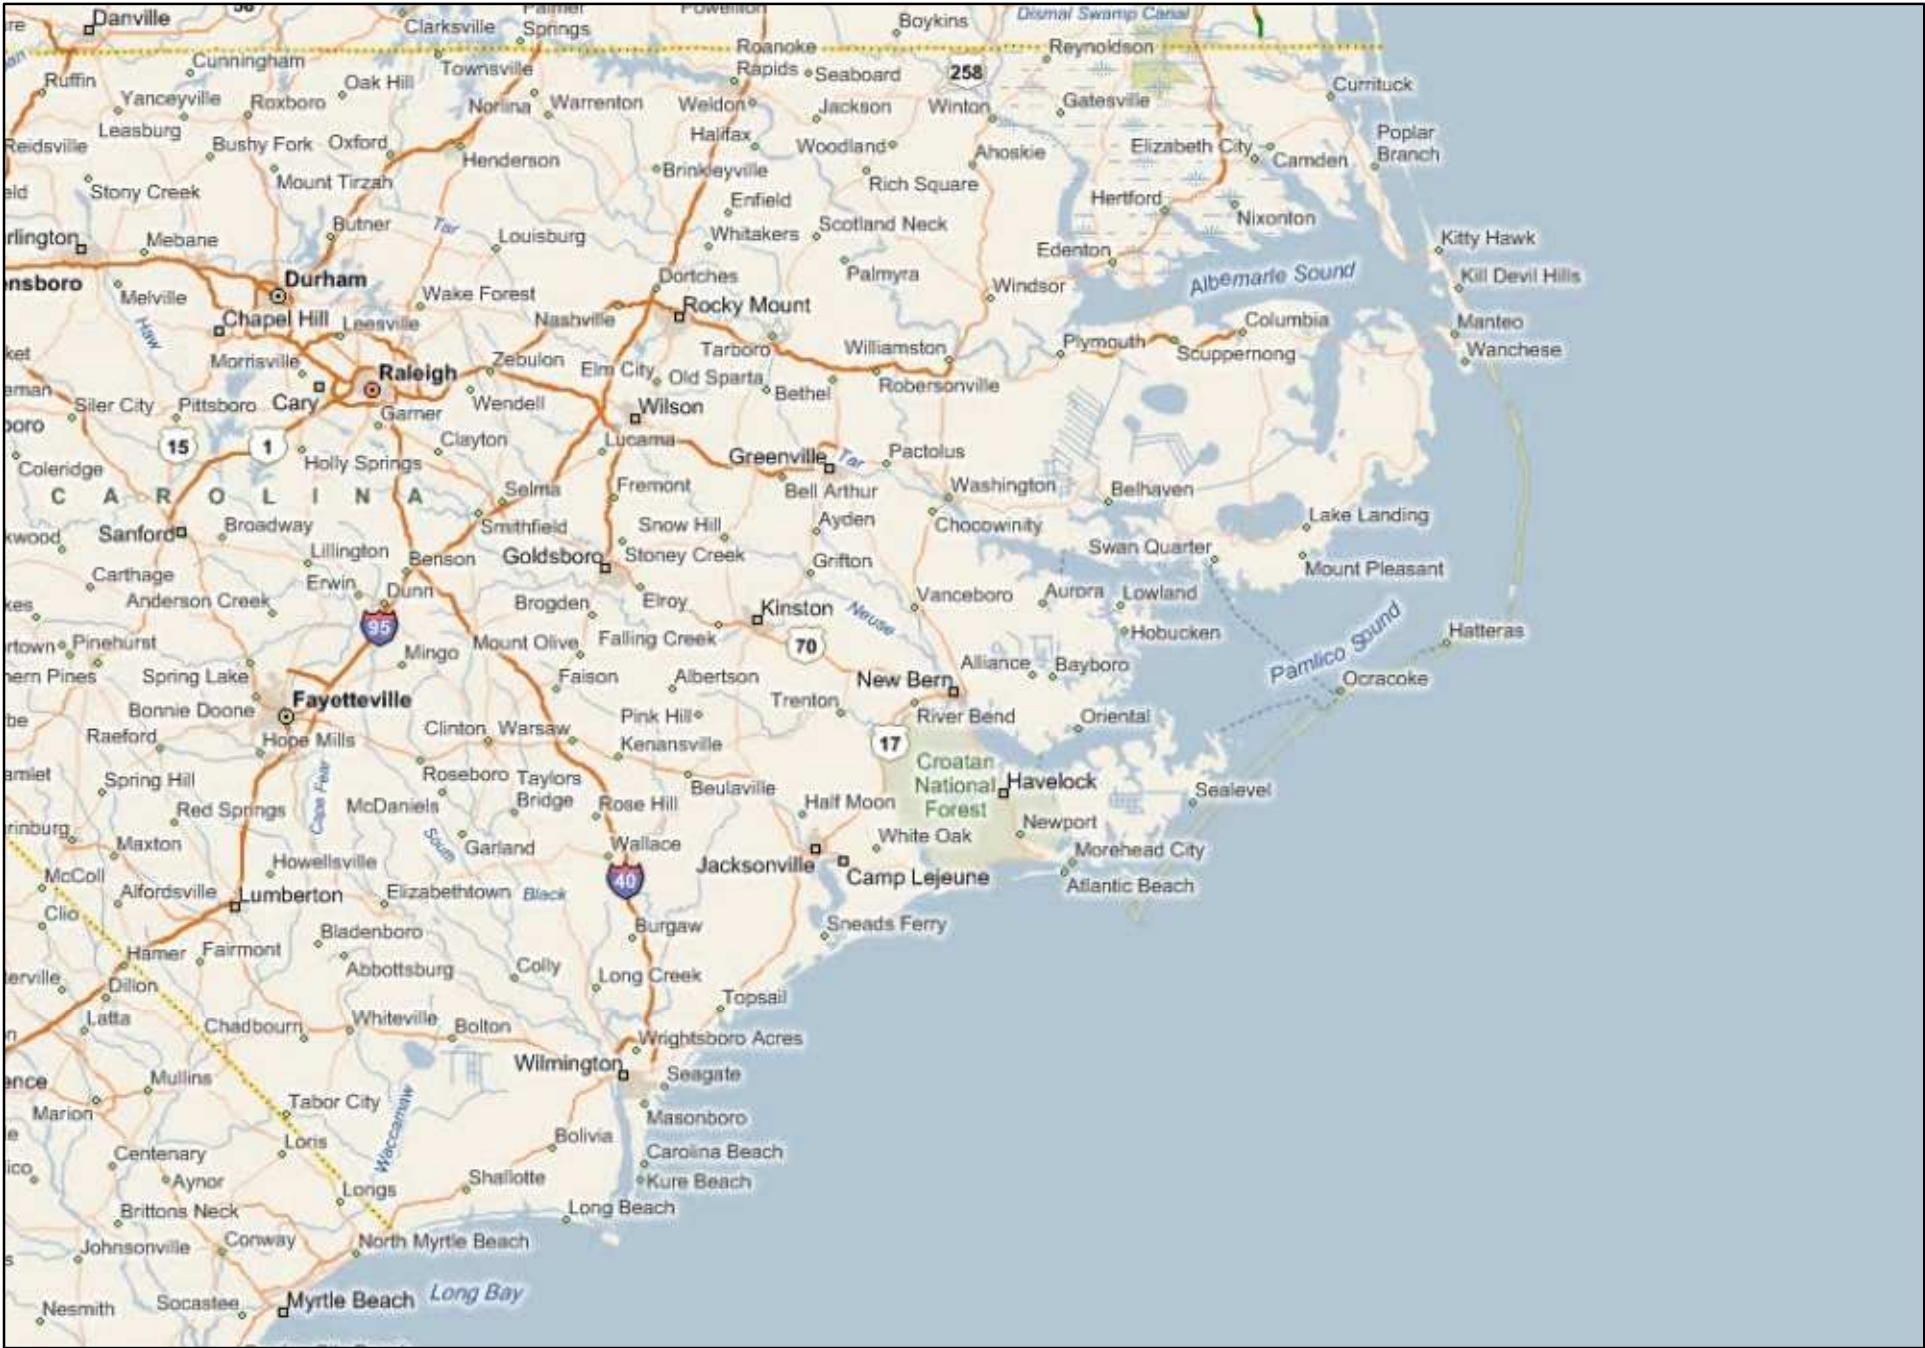 Danville
Clarksville
Springs
Boykins
Dismal Swamp Canal
Roanoke
Rapids
Reynoldson
Cunningham
Townsville
Seaboard
258
Ruffin
Oak Hill
Currituck
Yanceyville
Roxboro
Norlina
Warrenton
Weldon
Jackson
Winton
Gatesville
Leasburg
Halifax
Poplar
Branch
Reidsville
Bushy Fork
Oxford
Henderson
Woodland
Ahoskie
Elizabeth City
Camden
Mount Tirzah
Brinkleyville
Rich Square
Stony Creek
Enfield
Hertford
Nixonton
Butner
Tar
Louisburg
Whitakers
Scotland Neck
rlington
Mebane
Edenton
Kitty Hawk
ensboro
Durham
Dortches
Palmyra
Windsor
Albemarle Sound
Kill Devil Hills
Melville
Wake Forest
Rocky Mount
Haw
Chapel Hill
Leesville
Nashville
Columbia
Manteo
Morrisville
Zebulon
Tarboro
Williamston
Plymouth
Scuppernong
Wanchese
Raleigh
Elm City
Old Sparta
Bethel
Robersonville
Siler City
Pittsboro
Cary
Garner
Wendell
Wilson
15
1
Clayton
Lucama
Greenville
Tar
Pactolus
Coleridge
Holly Springs
CAROLINA
Selma
Fremont
Bell Arthur
Washington
Belhaven
Sanford
Broadway
Smithfield
Snow Hill
Ayden
Chocowinity
Lake Landing
kwood
Lillington
Benson
Goldsboro
Stoney Creek
Grifton
Swan Quarter
Mount Pleasant
Carthage
Erwin
Dunn
Anderson Creek
Brogden
Elroy
Kinston
Neuse
Vanceboro
Aurora
Lowland
95
Mount Olive
Falling Creek
70
Hobucken
Pamlico Sound
Hatteras
rtown
Pinehurst
Mingo
Alliance
Bayboro
hern Pines
Spring Lake
Faison
Albertson
Trenton
New Bern
Ocracoke
Bonnie Doone
Fayetteville
Pink Hill
River Bend
Oriental
Raeford
Hope Mills
Clinton
Warsaw
Kenansville
17
Croatan
National
Forest
Havelock
amlet
Spring Hill
Cape Fear
Roseboro
Taylors
Bridge
Beulaville
Sealevel
Red Springs
McDaniels
Rose Hill
Half Moon
Newport
rinburg
Maxton
South
Garland
Wallace
White Oak
Morehead City
Howellsville
Jacksonville
McColl
Alfordsville
Lumberton
Elizabethtown
Black
40
Camp Lejeune
Atlantic Beach
Clio
Bladenboro
Burgaw
Sneads Ferry
Hamer
Fairmont
Abbottsburg
Colly
Long Creek
terville
Dillon
Topsail
Latta
Chadbourn
Whiteville
Bolton
Wrightsboro Acres
Wilmington
Seagate
ence
Mullins
Marion
Tabor City
Waccamaw
Masonboro
Loris
Bolivia
Carolina Beach
Centenary
Aynor
Longs
Shallotte
Kure Beach
Brittons Neck
Long Beach
Johnsonville
Conway
North Myrtle Beach
Nesmith
Socastee
Myrtle Beach
Long Bay